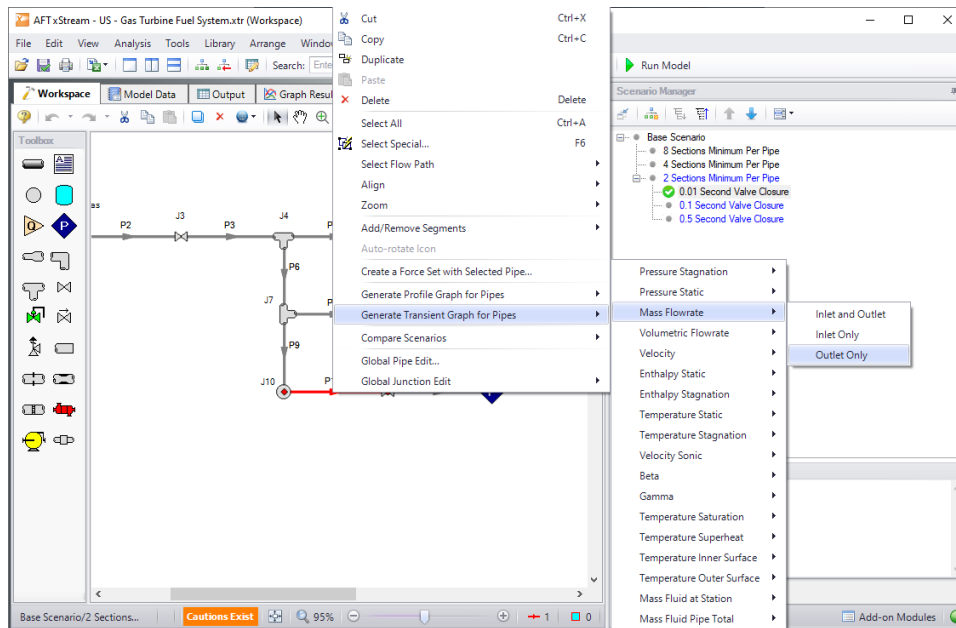 AFT xStream - US - Gas Turbine Fuel System.xtr (Workspace)
File Edit View Analysis Tools Library Arrange Window
Search: Ente
Run Model
Workspace Model Data Output Graph Resul
Toolbox
as
P2
J3
P3
J4
P
P6
J7
P
P9
J10
P1
Cut Ctrl+X
Copy Ctrl+C
Duplicate
Paste
Delete Delete
Select All Ctrl+A
Select Special... F6
Select Flow Path
Align
Zoom
Add/Remove Segments
Auto-rotate Icon
Create a Force Set with Selected Pipe...
Generate Profile Graph for Pipes
Generate Transient Graph for Pipes
Compare Scenarios
Global Pipe Edit...
Global Junction Edit
Pressure Stagnation
Pressure Static
Mass Flowrate
Volumetric Flowrate
Velocity
Enthalpy Static
Enthalpy Stagnation
Temperature Static
Temperature Stagnation
Velocity Sonic
Beta
Gamma
Temperature Saturation
Temperature Superheat
Temperature Inner Surface
Temperature Outer Surface
Mass Fluid at Station
Mass Fluid Pipe Total
Inlet and Outlet
Inlet Only
Outlet Only
Scenario Manager
Base Scenario
8 Sections Minimum Per Pipe
4 Sections Minimum Per Pipe
2 Sections Minimum Per Pipe
0.01 Second Valve Closure
0.1 Second Valve Closure
0.5 Second Valve Closure
Base Scenario/2 Sections... Cautions Exist 95% 1 0 Add-on Modules